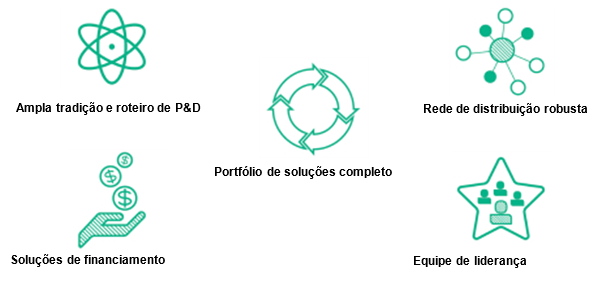 Ampla tradição e roteiro de P&D
Rede de distribuição robusta
Portfólio de soluções completo
Soluções de financiamento
Equipe de liderança